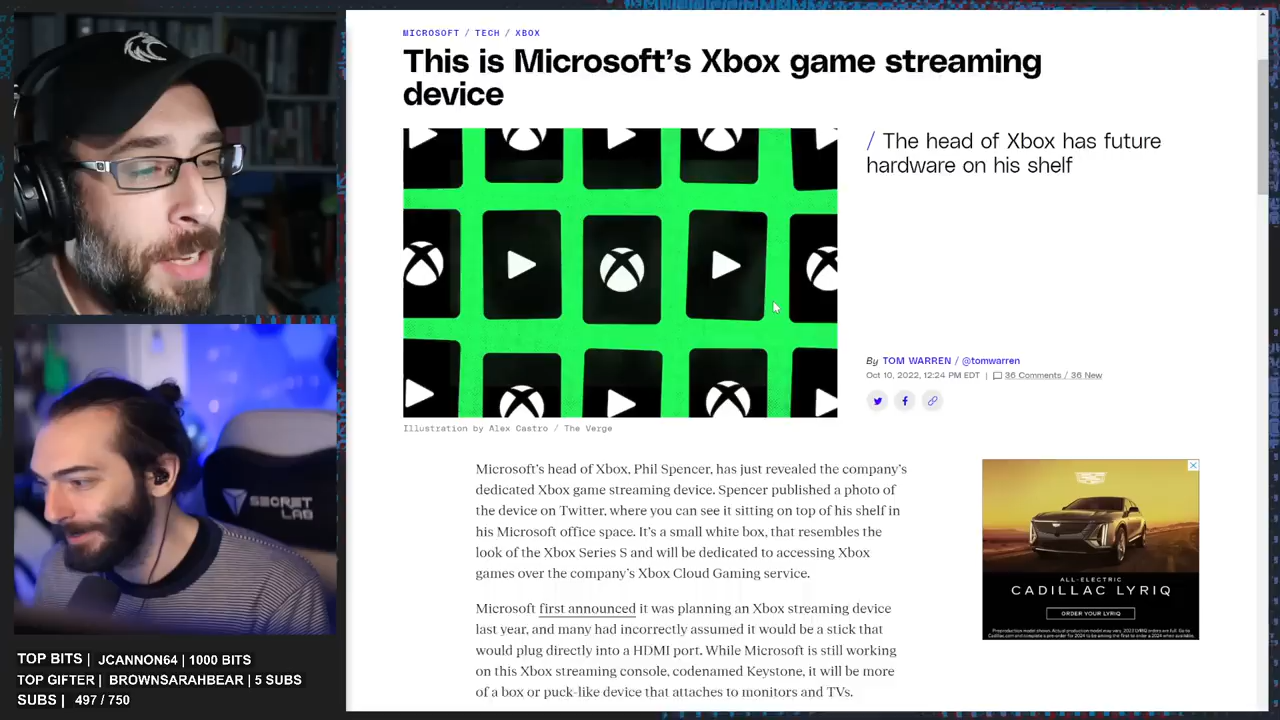 MICROSOFT / TECH / XBOX
This is Microsoft's Xbox game streaming
device
/ The head of Xbox has future
hardware on his shelf
By TOM WARREN / @tomwarren
Oct 10, 2022, 12:24 PM EDT | 36 Comments / 36 New
Illustration by Alex Castro / The Verge
Microsoft's head of Xbox, Phil Spencer, has just revealed the company's
dedicated Xbox game streaming device. Spencer published a photo of
the device on Twitter, where you can see it sitting on top of his shelf in
his Microsoft office space. It's a small white box, that resembles the
look of the Xbox Series S and will be dedicated to accessing Xbox
games over the company's Xbox Cloud Gaming service.
Microsoft first announced it was planning an Xbox streaming device
last year, and many had incorrectly assumed it would be a stick that
would plug directly into a HDMI port. While Microsoft is still working
on this Xbox streaming console, codenamed Keystone, it will be more
of a box or puck-like device that attaches to monitors and TVs.
ALL-ELECTRIC
CADILLAC LYRIQ
ORDER YOUR LYRIQ
SECRET
LAB
TOP BITS | JCANNON64 | 1000 BITS
TOP GIFTER | BROWNSARAHBEAR | 5 SUBS
SUBS | 497 / 750